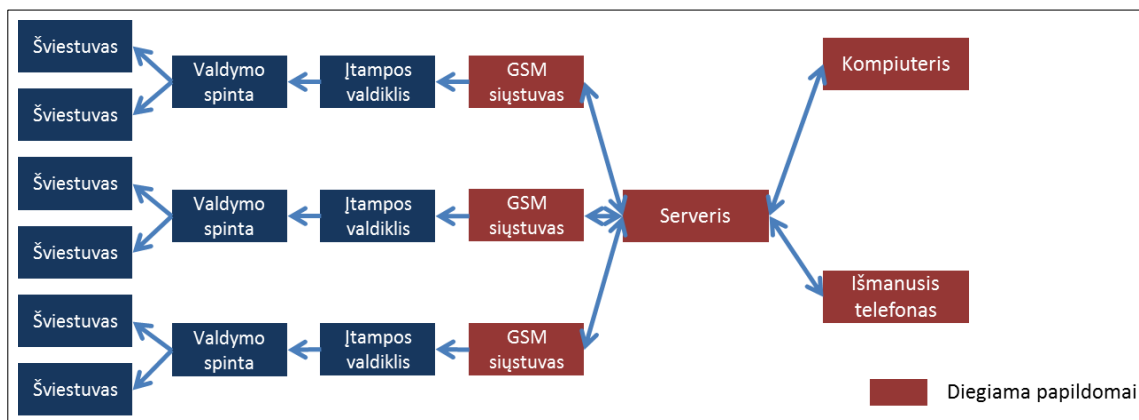 Šviestuvas
Šviestuvas
Valdymo
spinta
Įtampos
valdiklis
GSM
siųstuvas
Šviestuvas
Šviestuvas
Valdymo
spinta
Įtampos
valdiklis
GSM
siųstuvas
Šviestuvas
Šviestuvas
Valdymo
spinta
Įtampos
valdiklis
GSM
siųstuvas
Serveris
Kompiuteris
Išmanusis
telefonas
Diegiama papildomai